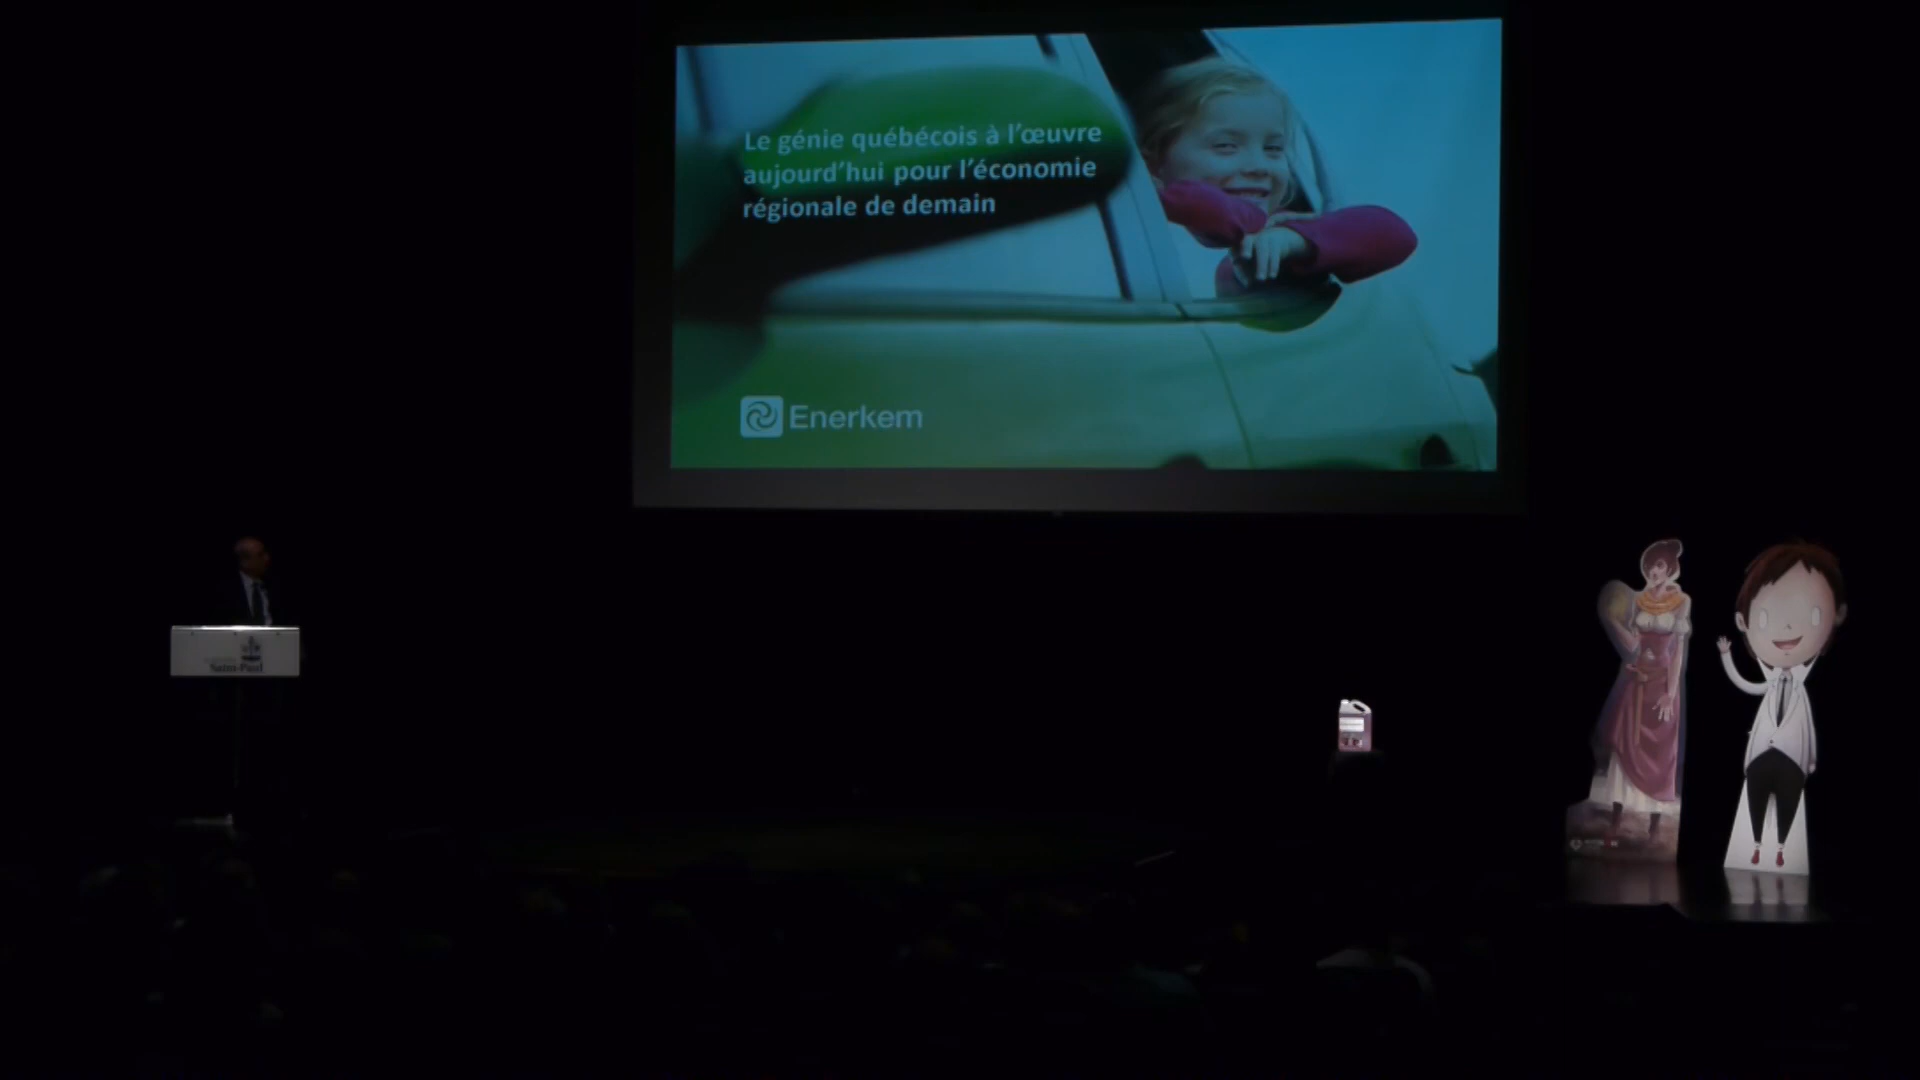 Le génie québécois à l'œuvre
aujourd'hui pour l'économie
régionale de demain
Enerkem